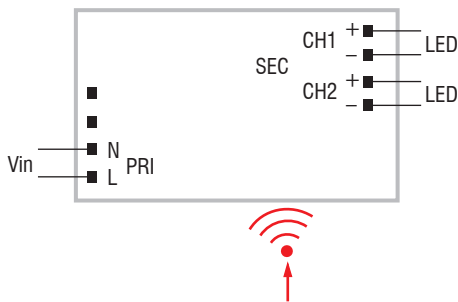 CH1 + LED
–
SEC
CH2 + LED
–
N
Vin PRI
L